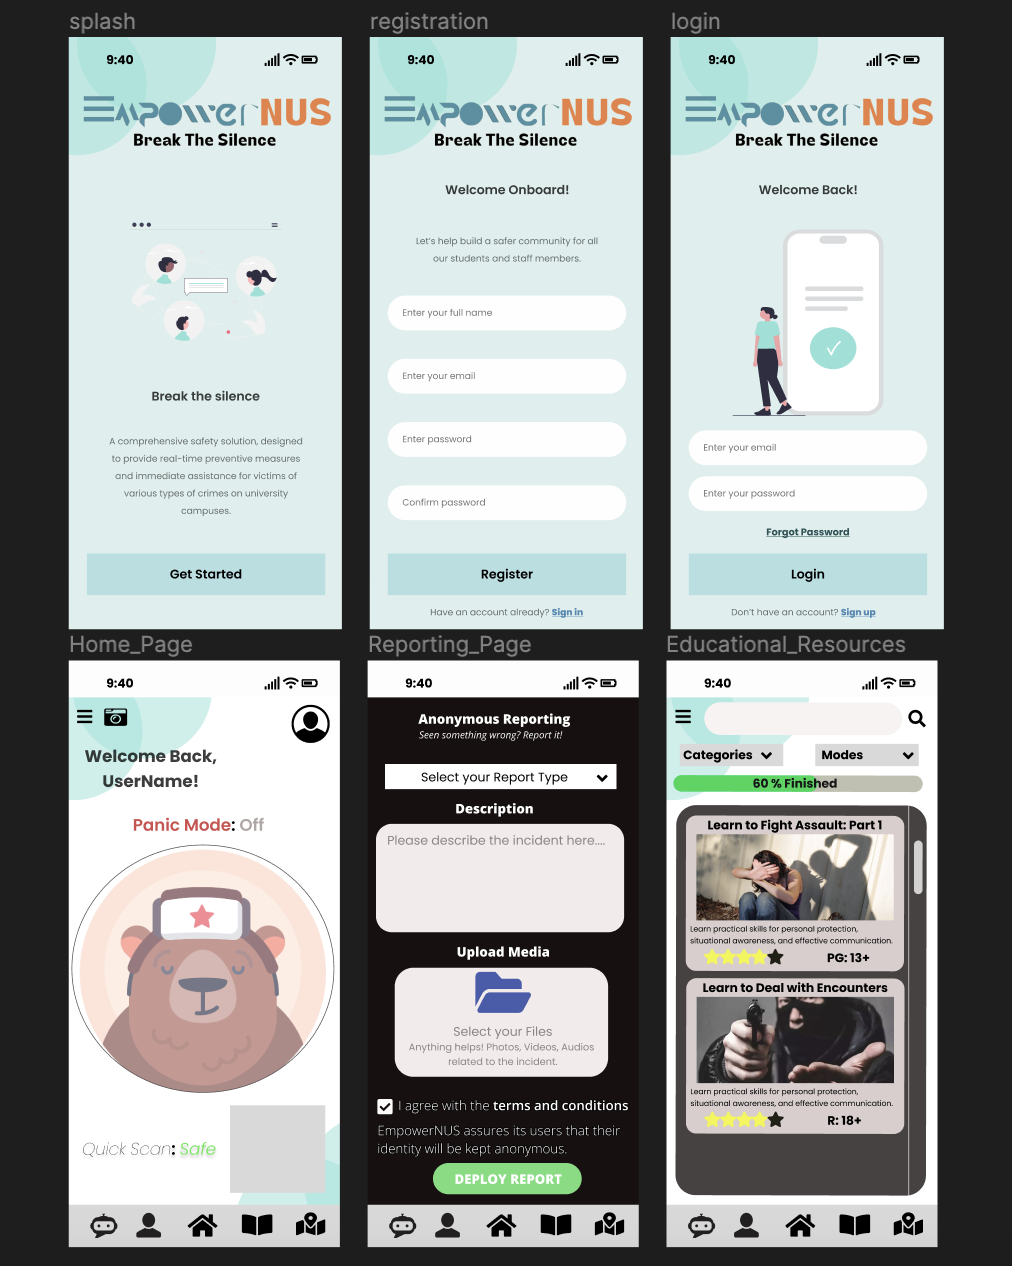 splash
9:40
EmpowerNUS
Break The Silence
Break the silence
A comprehensive safety solution, designed
to provide real-time preventive measures
and immediate assistance for victims of
various types of crimes on university
campuses.
Get Started
registration
9:40
EmpowerNUS
Break The Silence
Welcome Onboard!
Let's help build a safer community for all
our students and staff members.
Enter your full name
Enter your email
Enter password
Confirm password
Register
Have an account already? Sign in
login
9:40
EmpowerNUS
Break The Silence
Welcome Back!
Enter your email
Enter your password
Forgot Password
Login
Don't have an account? Sign up
Home_Page
9:40
Welcome Back,
UserName!
Panic Mode: Off
Quick Scan: Safe
Reporting_Page
9:40
Anonymous Reporting
Seen something wrong? Report it!
Select your Report Type
Description
Please describe the incident here....
Upload Media
Select your Files
Anything helps! Photos, Videos, Audios
related to the incident.
I agree with the terms and conditions
EmpowerNUS assures its users that their
identity will be kept anonymous.
DEPLOY REPORT
Educational_Resources
9:40
Categories
Modes
60 % Finished
Learn to Fight Assault: Part 1
Learn practical skills for personal protection,
situational awareness, and effective communication.
PG: 13+
Learn to Deal with Encounters
Learn practical skills for personal protection,
situational awareness, and effective communication.
R: 18+